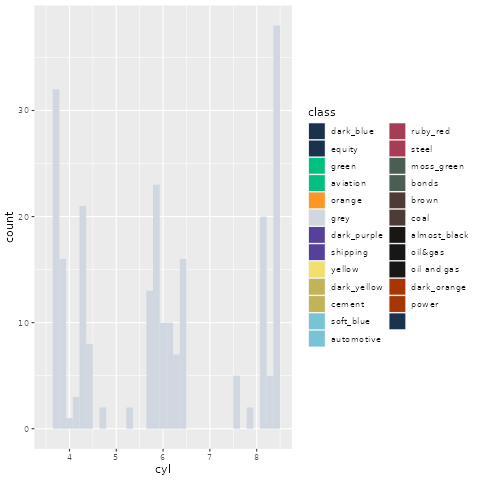 class
dark_blue
equity
green
aviation
orange
grey
dark_purple
shipping
yellow
dark_yellow
cement
soft_blue
automotive
ruby_red
steel
moss_green
bonds
brown
coal
almost_black
oil&gas
oil and gas
dark_orange
power
count
30
20
10
0
4 5 6 7 8
cyl